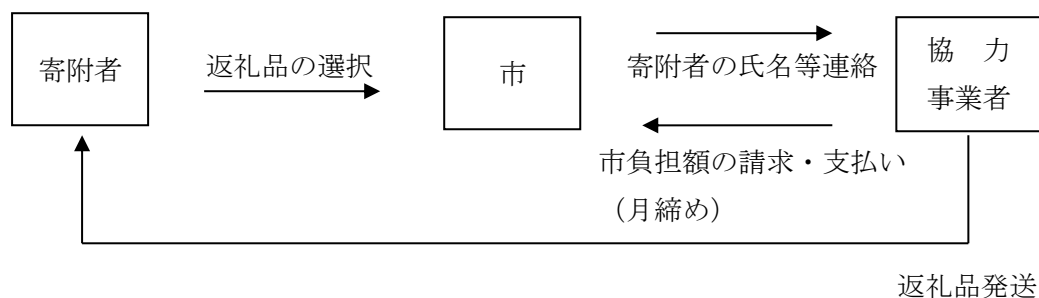 寄附者
返礼品の選択
市
寄附者の氏名等連絡
協　力
事業者
市負担額の請求・支払い
（月締め）
返礼品発送